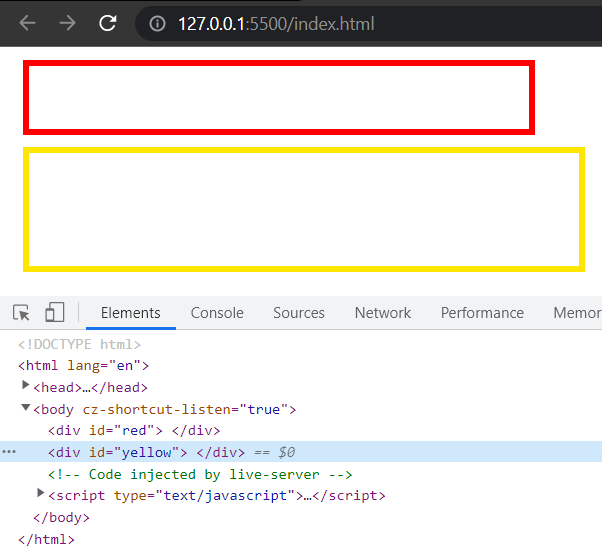 127.0.0.1:5500/index.html
Elements Console Sources Network Performance Memor
<!DOCTYPE html>
<html lang="en">
<head>…</head>
<body cz-shortcut-listen="true">
<div id="red"> </div>
<div id="yellow"> </div> == $0
<!-- Code injected by live-server -->
<script type="text/javascript">…</script>
</body>
</html>